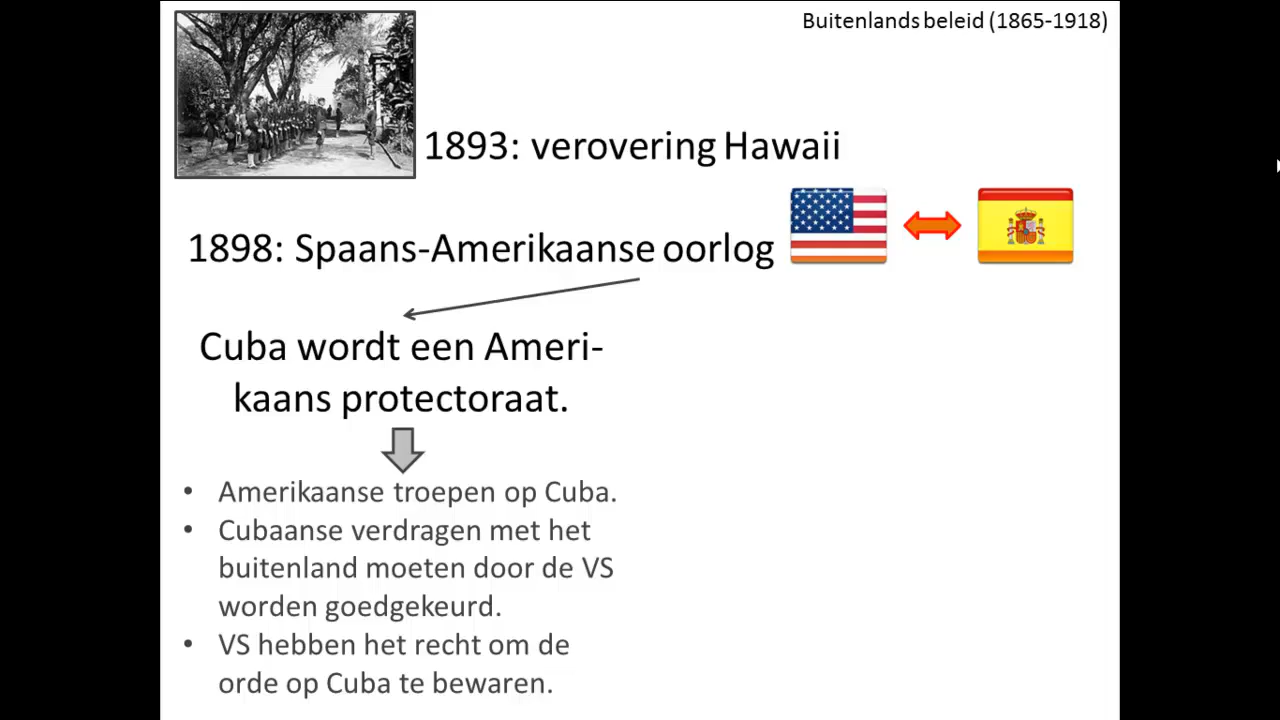 Buitenlands beleid (1865-1918)
1893: verovering Hawaii
1898: Spaans-Amerikaanse oorlog
Cuba wordt een Ameri-
kaans protectoraat.
• Amerikaanse troepen op Cuba.
• Cubaanse verdragen met het
buitenland moeten door de VS
worden goedgekeurd.
• VS hebben het recht om de
orde op Cuba te bewaren.